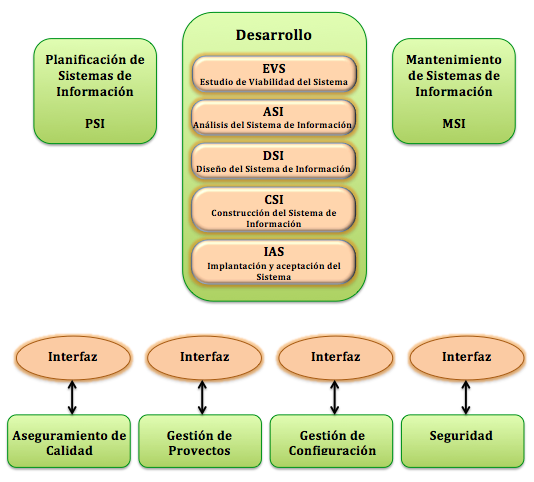 Planificación de
Sistemas de
Información
PSI
Desarrollo
EVS
Estudio de Viabilidad del Sistema
ASI
Análisis del Sistema de Información
DSI
Diseño del Sistema de Información
CSI
Construcción del Sistema de
Información
IAS
Implantación y aceptación del
Sistema
Mantenimiento
de Sistemas de
Información
MSI
Interfaz
Interfaz
Interfaz
Interfaz
Aseguramiento de
Calidad
Gestión de
Proyectos
Gestión de
Configuración
Seguridad